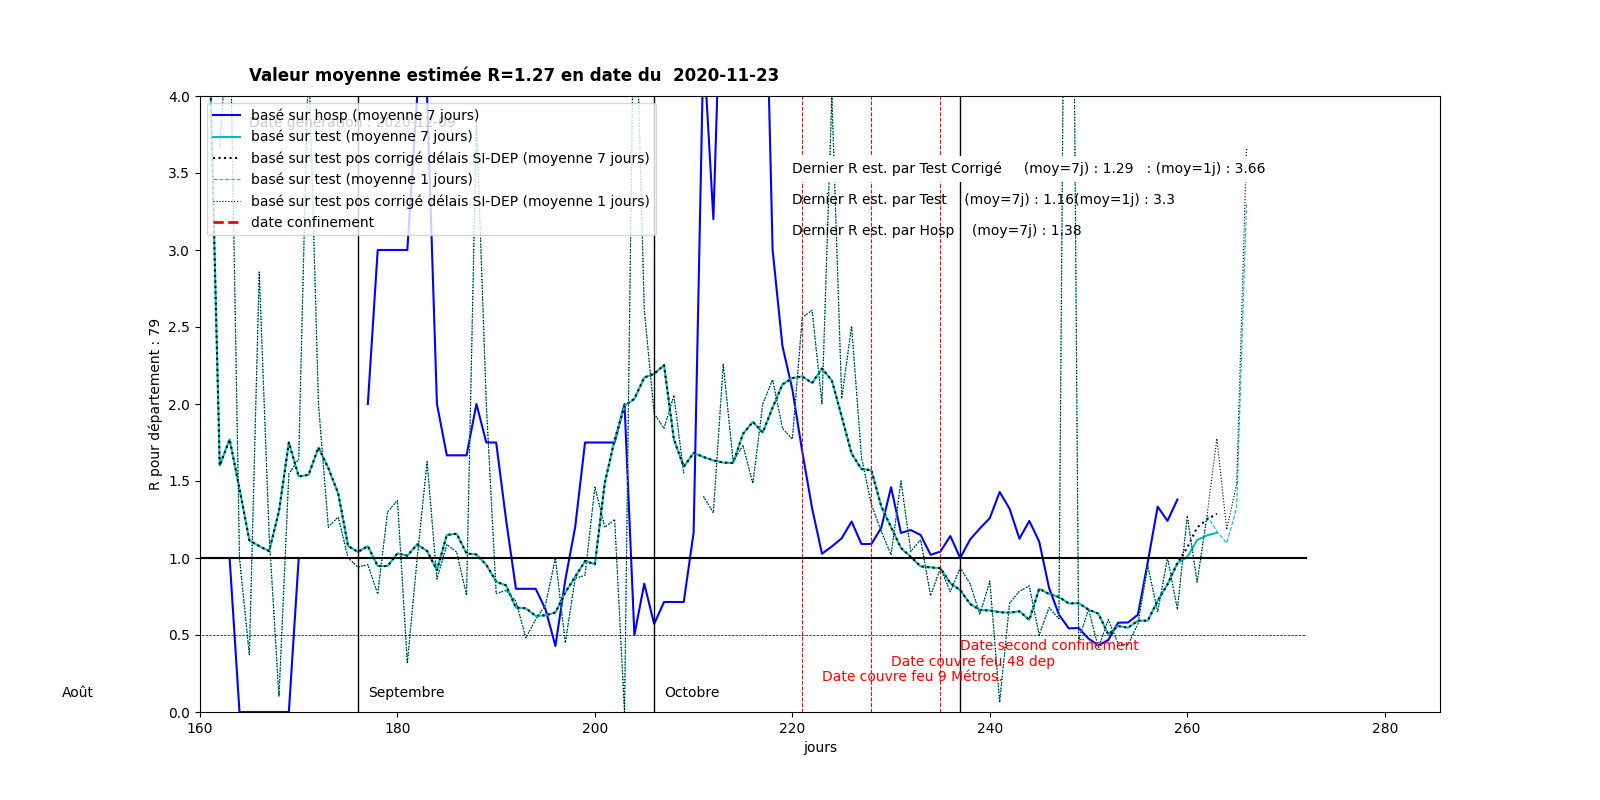 Valeur moyenne estimée R=1.27 en date du  2020-11-23
basé sur hosp (moyenne 7 jours)
basé sur test (moyenne 7 jours)
basé sur test pos corrigé délais SI-DEP (moyenne 7 jours)
basé sur test (moyenne 1 jours)
basé sur test pos corrigé délais SI-DEP (moyenne 1 jours)
date confinement
Dernier R est. par Test Corrigé     (moy=7j) : 1.29   : (moy=1j) : 3.66
Dernier R est. par Test    (moy=7j) : 1.16(moy=1j) : 3.3
Dernier R est. par Hosp    (moy=7j) : 1.38
R pour département : 79
4.0
3.5
3.0
2.5
2.0
1.5
1.0
0.5
0.0
Date second confinement
Date couvre feu 48 dep
Date couvre feu 9 Métros
Août
Septembre
Octobre
160 180 200 220 240 260 280
jours